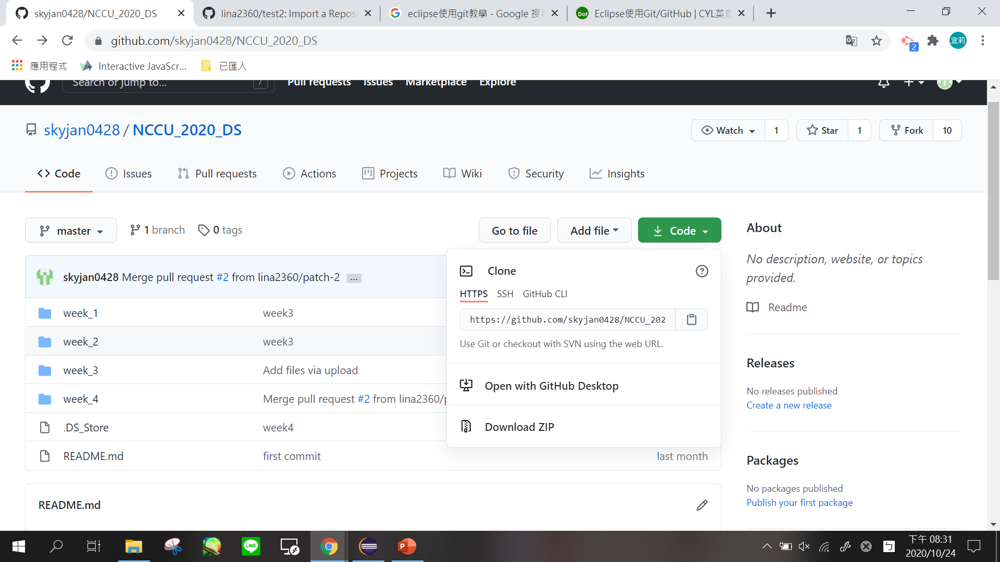 skyjan0428/NCCU_2020_DS
lina2360/test2: Import a Reposi
eclipse使用git教學 - Google 搜
Eclipse使用Git/GitHub | CYL菜
github.com/skyjan0428/NCCU_2020_DS
2
宜莉
應用程式
Interactive JavaScr...
已匯入
Search or jump to...
/
Pull requests
Issues
Marketplace
Explore
skyjan0428 / NCCU_2020_DS
Watch 1
Star 1
Fork 10
Code
Issues
Pull requests
Actions
Projects
Wiki
Security
Insights
master
1 branch
0 tags
Go to file
Add file
Code
skyjan0428 Merge pull request #2 from lina2360/patch-2 ...
week_1 week3
week_2 week3
week_3 Add files via upload
week_4 Merge pull request #2 from lina2360/p
.DS_Store week4
README.md first commit last month
Clone
HTTPS SSH GitHub CLI
https://github.com/skyjan0428/NCCU_202
Use Git or checkout with SVN using the web URL.
Open with GitHub Desktop
Download ZIP
README.md
About
No description, website, or topics
provided.
Readme
Releases
No releases published
Create a new release
Packages
No packages published
Publish your first package
Dot
LINE
P
ㄅ
下午 08:31
2020/10/24